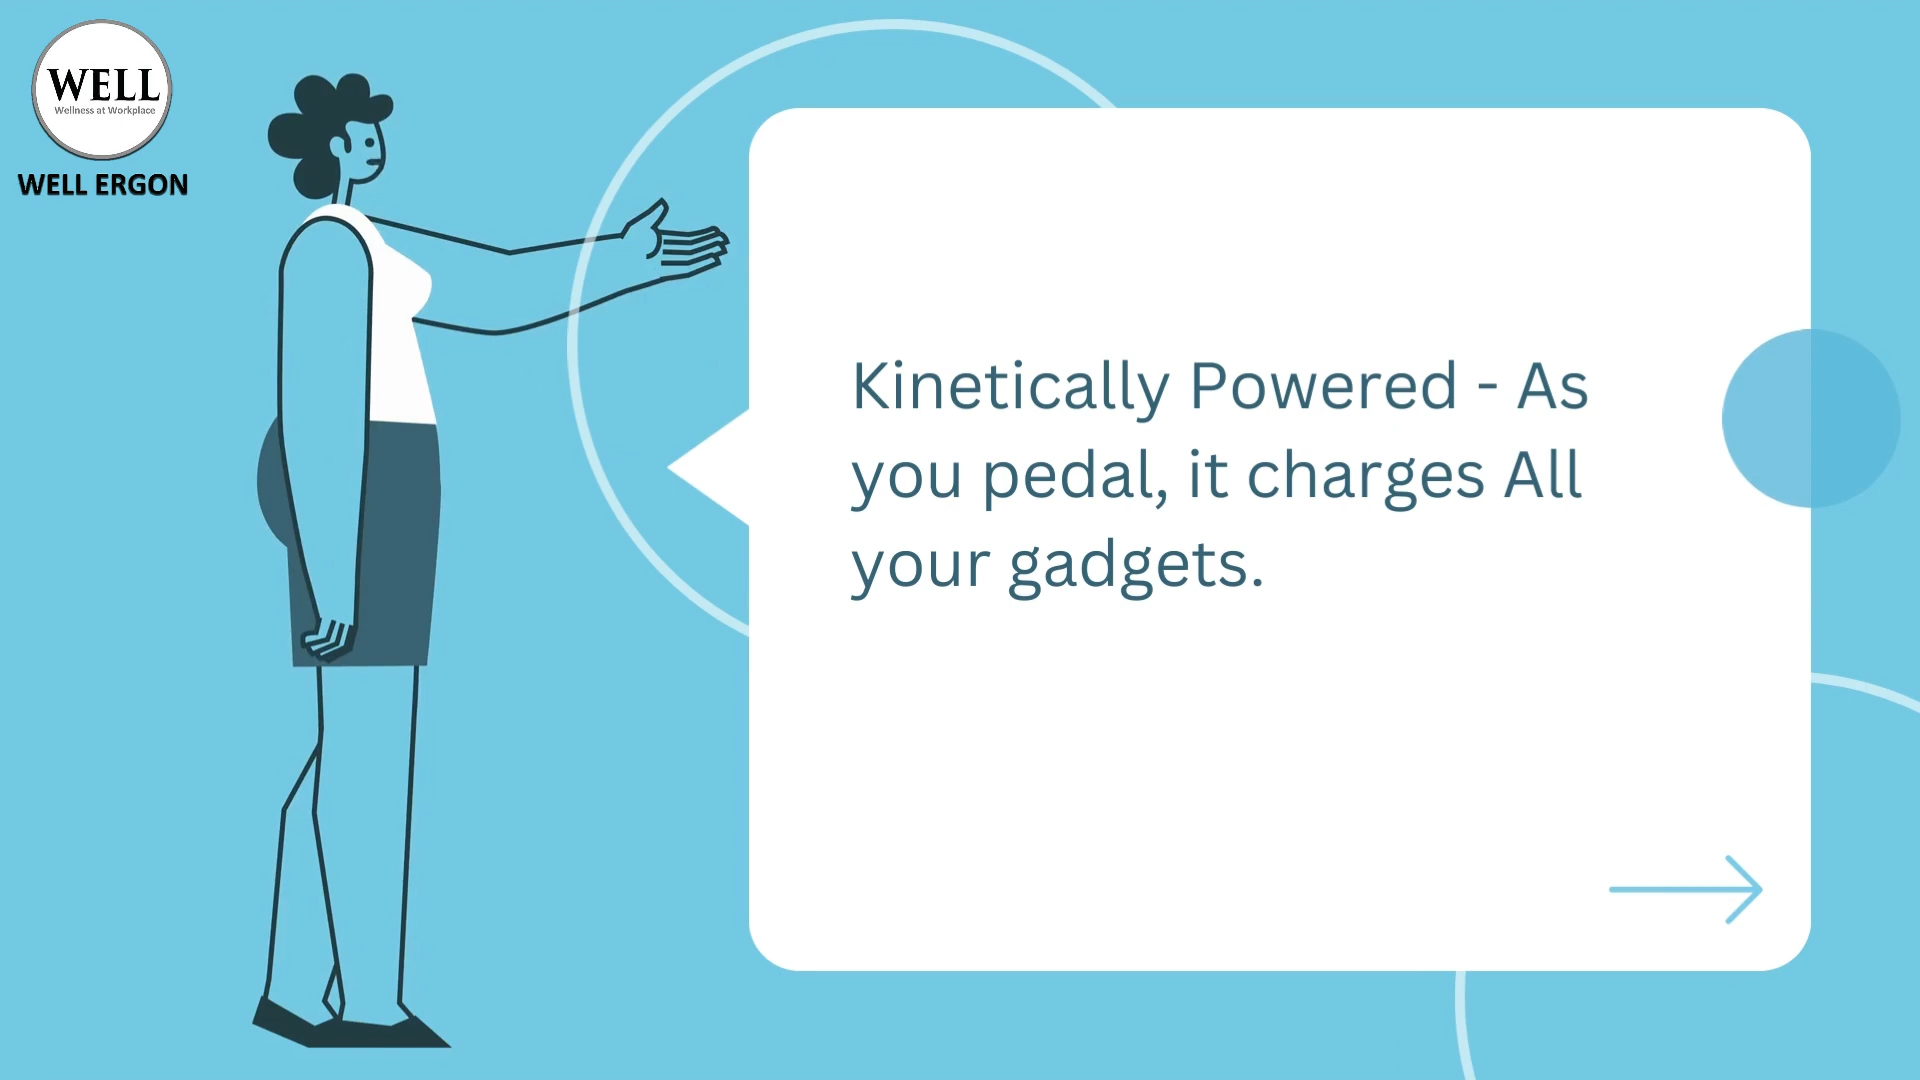 WELL
Wellness at Workplace
WELL ERGON
Kinetically Powered - As
you pedal, it charges All
your gadgets.